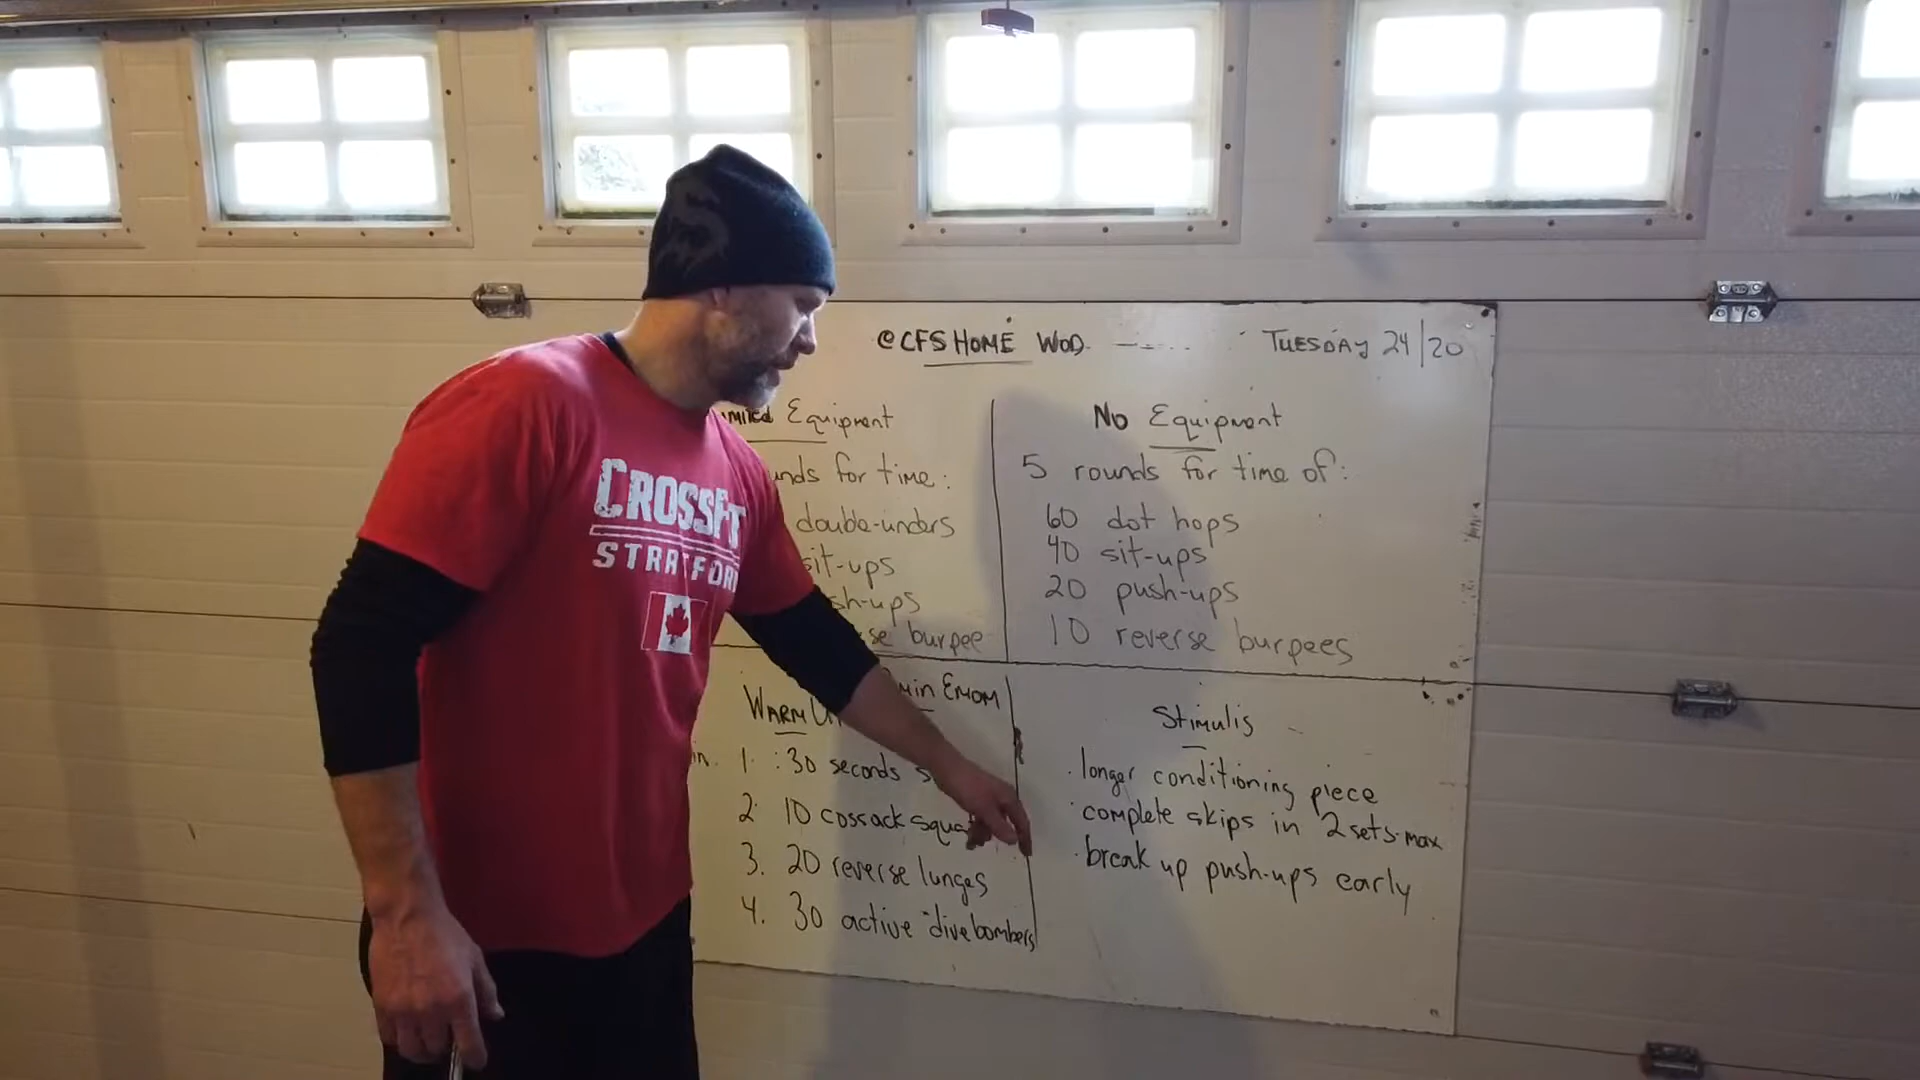 @CFSHOME WOD
TUESDAY 24/20
Equipment
for time:
double-unders
sit-ups
burpee
No Equipment
5 rounds for time of:
60 dot hops
40 sit-ups
20 push-ups
10 reverse burpees
WARM
EMOM
1. :30 seconds
2. 10 cossack
3. 20 reverse lunges
4. 30 active divebombers
Stimulis
· longer conditioning piece
· complete skips in 2 sets max
· break up push-ups early
CROSSFIT
STRATFORD